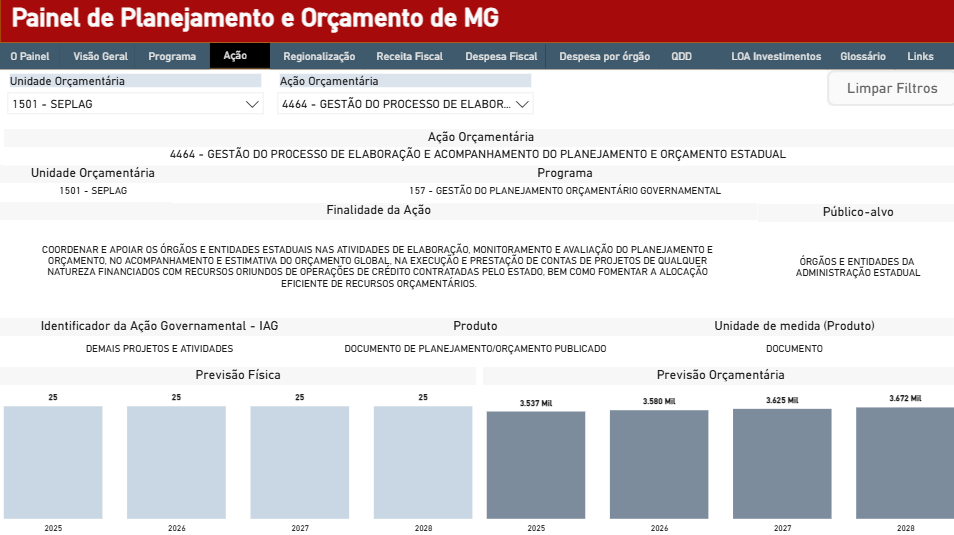 Painel de Planejamento e Orçamento de MG
O Painel Visão Geral Programa Ação Regionalização Receita Fiscal Despesa Fiscal Despesa por órgão QDD LOA Investimentos Glossário Links
Unidade Orçamentária Ação Orçamentária
1501 - SEPLAG 4464 - GESTÃO DO PROCESSO DE ELABOR... Limpar Filtros
Ação Orçamentária
4464 - GESTÃO DO PROCESSO DE ELABORAÇÃO E ACOMPANHAMENTO DO PLANEJAMENTO E ORÇAMENTO ESTADUAL
Unidade Orçamentária Programa
1501 - SEPLAG 157 - GESTÃO DO PLANEJAMENTO ORÇAMENTÁRIO GOVERNAMENTAL
Finalidade da Ação Público-alvo
COORDENAR E APOIAR OS ÓRGÃOS E ENTIDADES ESTADUAIS NAS ATIVIDADES DE ELABORAÇÃO, MONITORAMENTO E AVALIAÇÃO DO PLANEJAMENTO E
ORÇAMENTO, NO ACOMPANHAMENTO E ESTIMATIVA DO ORÇAMENTO GLOBAL, NA EXECUÇÃO E PRESTAÇÃO DE CONTAS DE PROJETOS DE QUALQUER
NATUREZA FINANCIADOS COM RECURSOS ORIUNDOS DE OPERAÇÕES DE CRÉDITO CONTRATADAS PELO ESTADO, BEM COMO FOMENTAR A ALOCAÇÃO
EFICIENTE DE RECURSOS ORÇAMENTÁRIOS.
ÓRGÃOS E ENTIDADES DA
ADMINISTRAÇÃO ESTADUAL
Identificador da Ação Governamental - IAG Produto Unidade de medida (Produto)
DEMAIS PROJETOS E ATIVIDADES DOCUMENTO DE PLANEJAMENTO/ORÇAMENTO PUBLICADO DOCUMENTO
Previsão Física Previsão Orçamentária
25 25 25 25 3.537 Mil 3.580 Mil 3.625 Mil 3.672 Mil
2025 2026 2027 2028 2025 2026 2027 2028